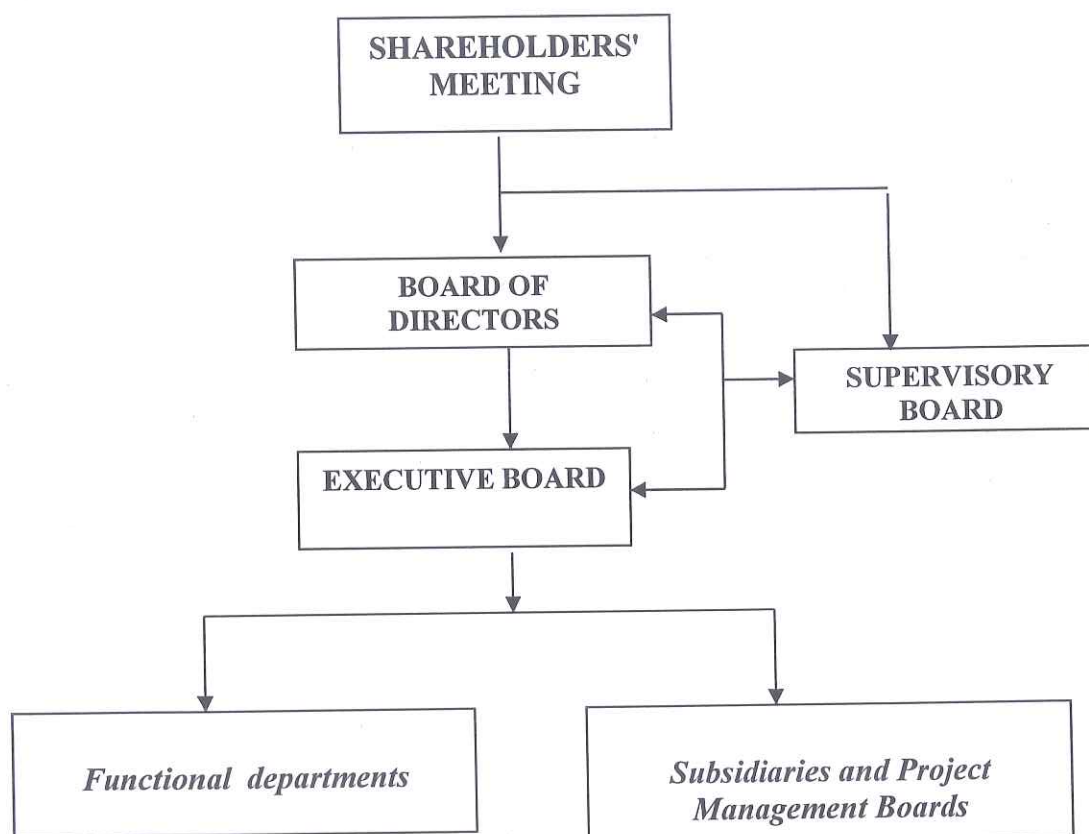 SHAREHOLDERS'
MEETING
BOARD OF
DIRECTORS
SUPERVISORY
BOARD
EXECUTIVE BOARD
Functional departments
Subsidiaries and Project
Management Boards